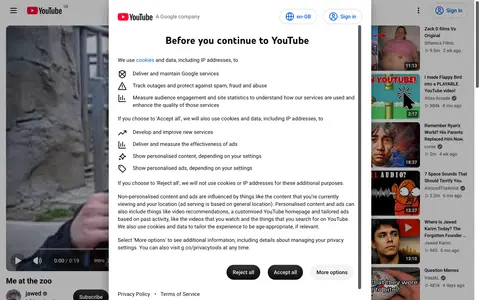 YouTube
A Google company
en-GB
Sign in
Before you continue to YouTube
We use cookies and data, including IP addresses, to
Deliver and maintain Google services
Track outages and protect against spam, fraud and abuse
Measure audience engagement and site statistics to understand how our services are used and
enhance the quality of those services
If you choose to 'Accept all', we will also use cookies and data, including IP addresses, to
Develop and improve new services
Deliver and measure the effectiveness of ads
Show personalised content, depending on your settings
Show personalised ads, depending on your settings
If you choose to 'Reject all', we will not use cookies or IP addresses for these additional purposes.
Non-personalised content and ads are influenced by things like the content that you're currently
viewing and your location (ad serving is based on general location). Personalised content and ads can
also include things like video recommendations, a customised YouTube homepage and tailored ads
based on past activity, like the videos that you watch and the things that you search for on YouTube.
We also use cookies and data to tailor the experience to be age-appropriate, if relevant.
Select 'More options' to see additional information, including details about managing your privacy
settings. You can also visit g.co/privacytools at any time.
Reject all
Accept all
More options
Privacy Policy • Terms of Service
YouTube
0:00 / 0:19
Me at the zoo
jawed
Subscribe
Sign in
Zack D Films Vs
Original
11:13
I made Flappy Bird
into a PLAYABLE
YouTube video!
3:17
Remember Ryan's
World? His Parents
Replaced Him
Now.
13:55
7 Space Sounds
That Should Terrify
You.
Where Is Jawed
Karim Today? The
Forgotten Founder
Jawed Karim
Question Memes